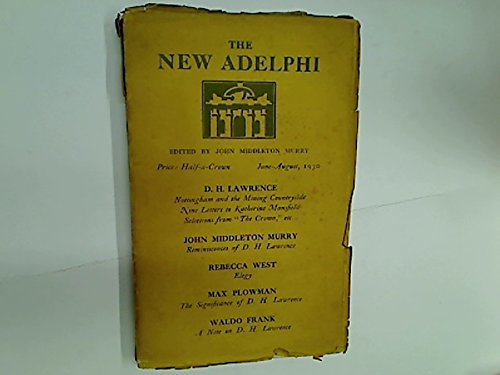 THE
NEW ADELPHI
EDITED BY JOHN MIDDLETON MURRY
Price: Half-a-Crown June-August, 1930
D. H. LAWRENCE
Nottingham and the Mining Countryside
Nine Letters to Katherine Mansfield
Selections from "The Crown," etc.
JOHN MIDDLETON MURRY
Reminiscences of D. H. Lawrence
REBECCA WEST
Elegy
MAX PLOWMAN
The Significance of D. H. Lawrence
WALDO FRANK
A Note on D. H. Lawrence